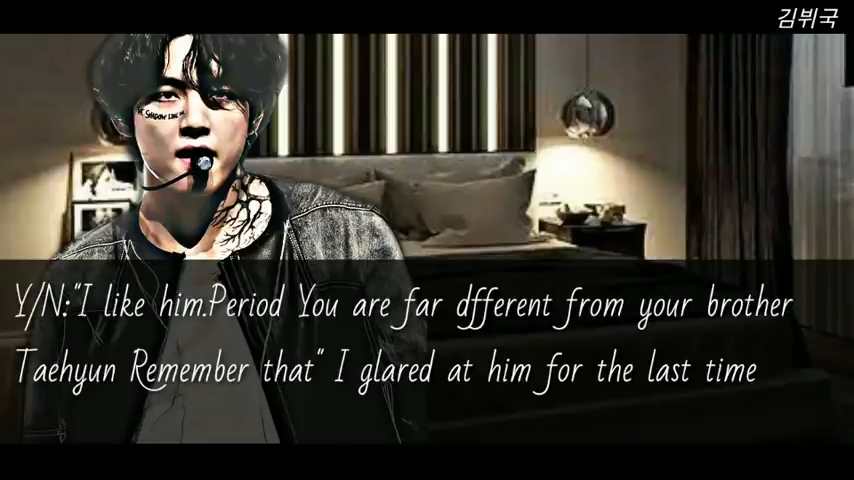 김뷔국
Y/N:"I like him.Period You are far dfferent from your brother
Taehyun Remember that" I glared at him for the last time